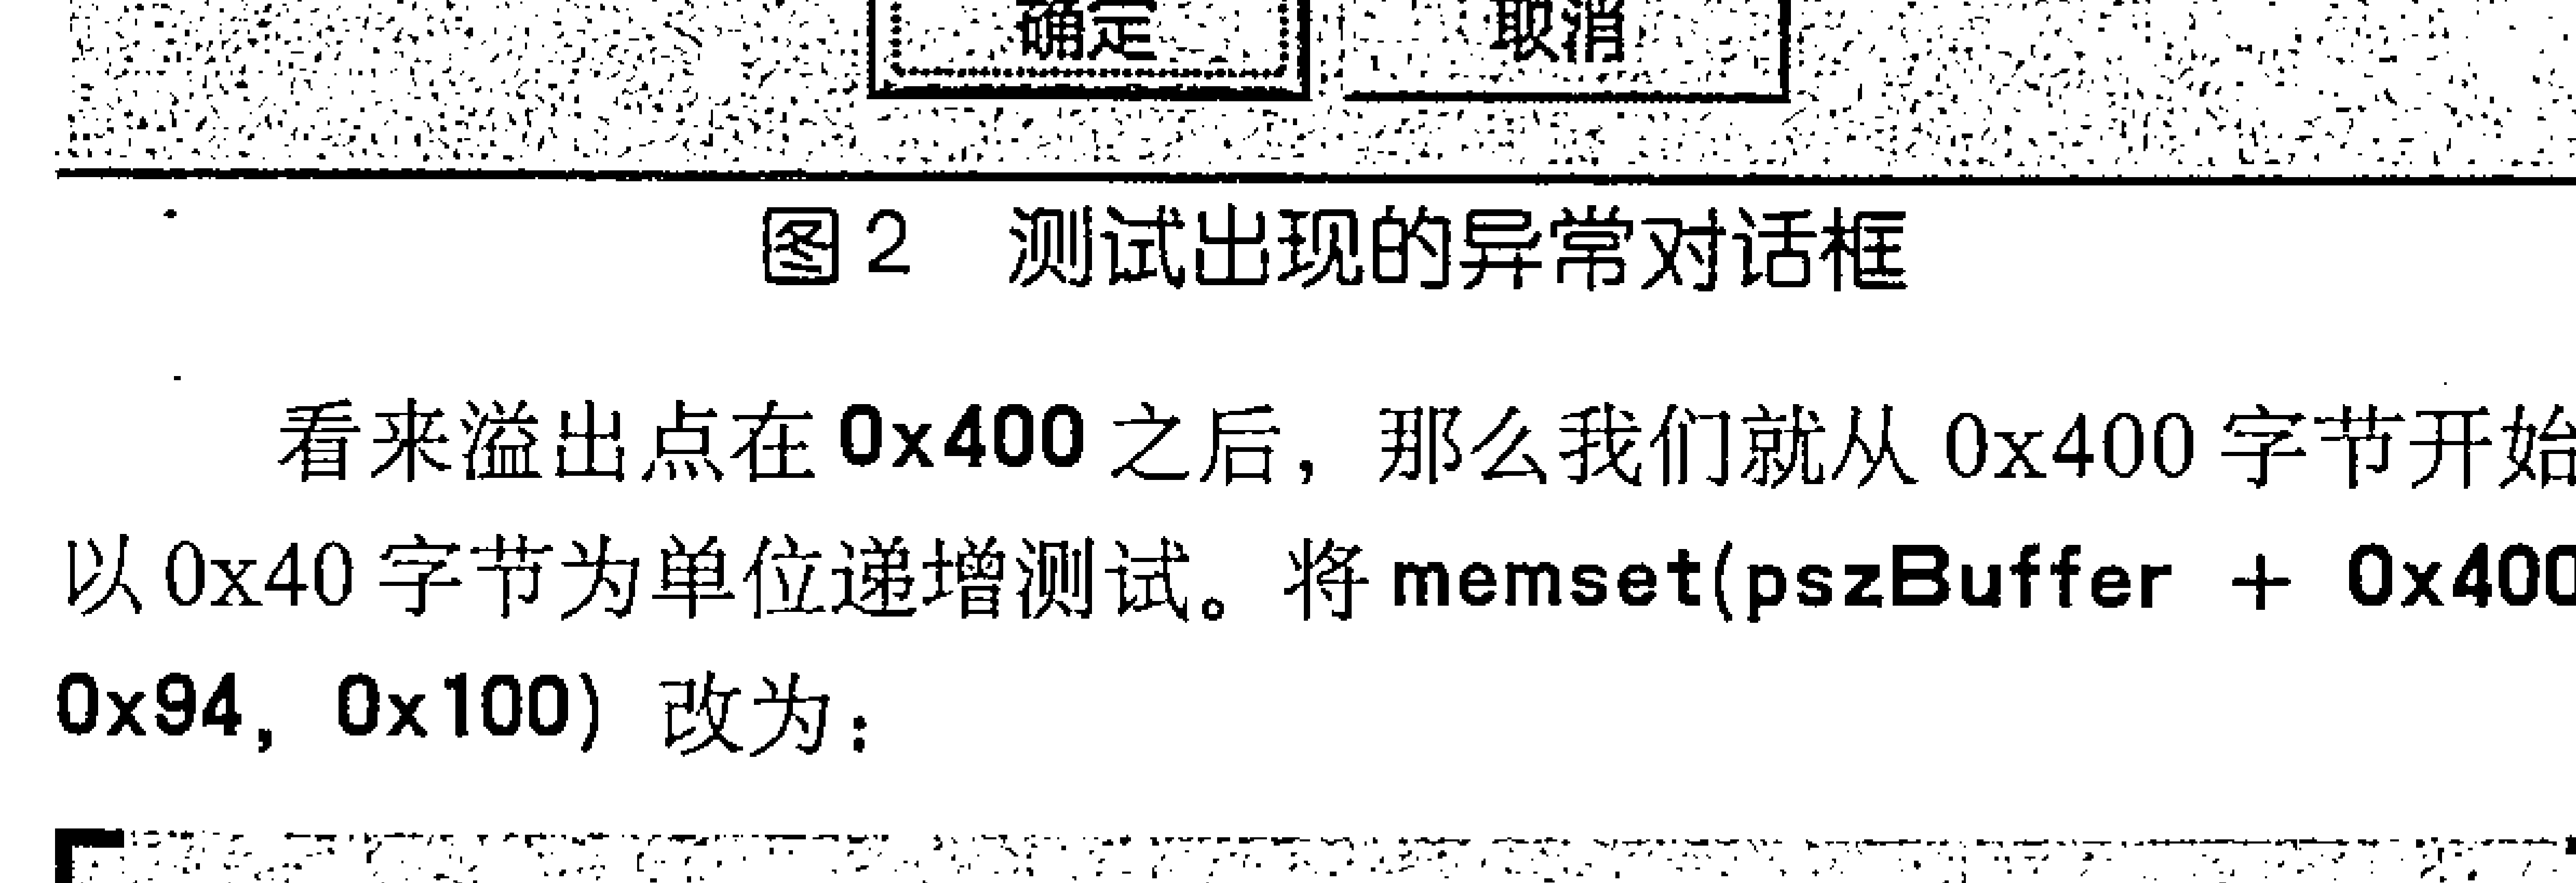 确定 取消
图2 测试出现的异常对话框
看来溢出点在0x400之后，那么我们就从0x400字节开始
以0x40字节为单位递增测试。将memset(pszBuffer + 0x400
0x94, 0x100) 改为：